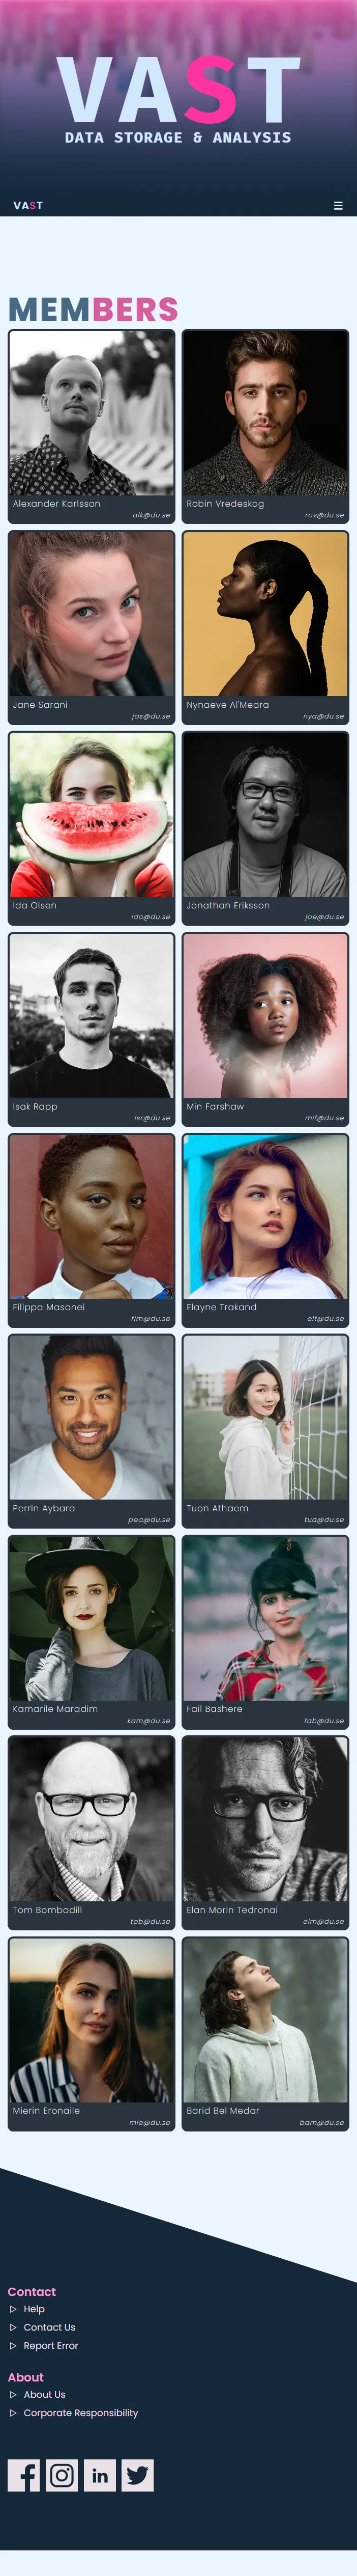 VAST
DATA STORAGE & ANALYSIS
VAST
MEMBERS
Alexander Karlsson
alk@du.se
Robin Vredeskog
rov@du.se
Jane Sarani
jas@du.se
Nynaeve Al'Meara
nya@du.se
Ida Olsen
ido@du.se
Jonathan Eriksson
joe@du.se
Isak Rapp
isr@du.se
Min Farshaw
mif@du.se
Filippa Masonei
fim@du.se
Elayne Trakand
elt@du.se
Perrin Aybara
pea@du.se
Tuon Athaem
tua@du.se
Kamarile Maradim
kam@du.se
Fail Bashere
fab@du.se
Tom Bombadill
tob@du.se
Elan Morin Tedronai
elm@du.se
Mierin Eronaile
mie@du.se
Barid Bel Medar
bam@du.se
Contact
Help
Contact Us
Report Error
About
About Us
Corporate Responsibility